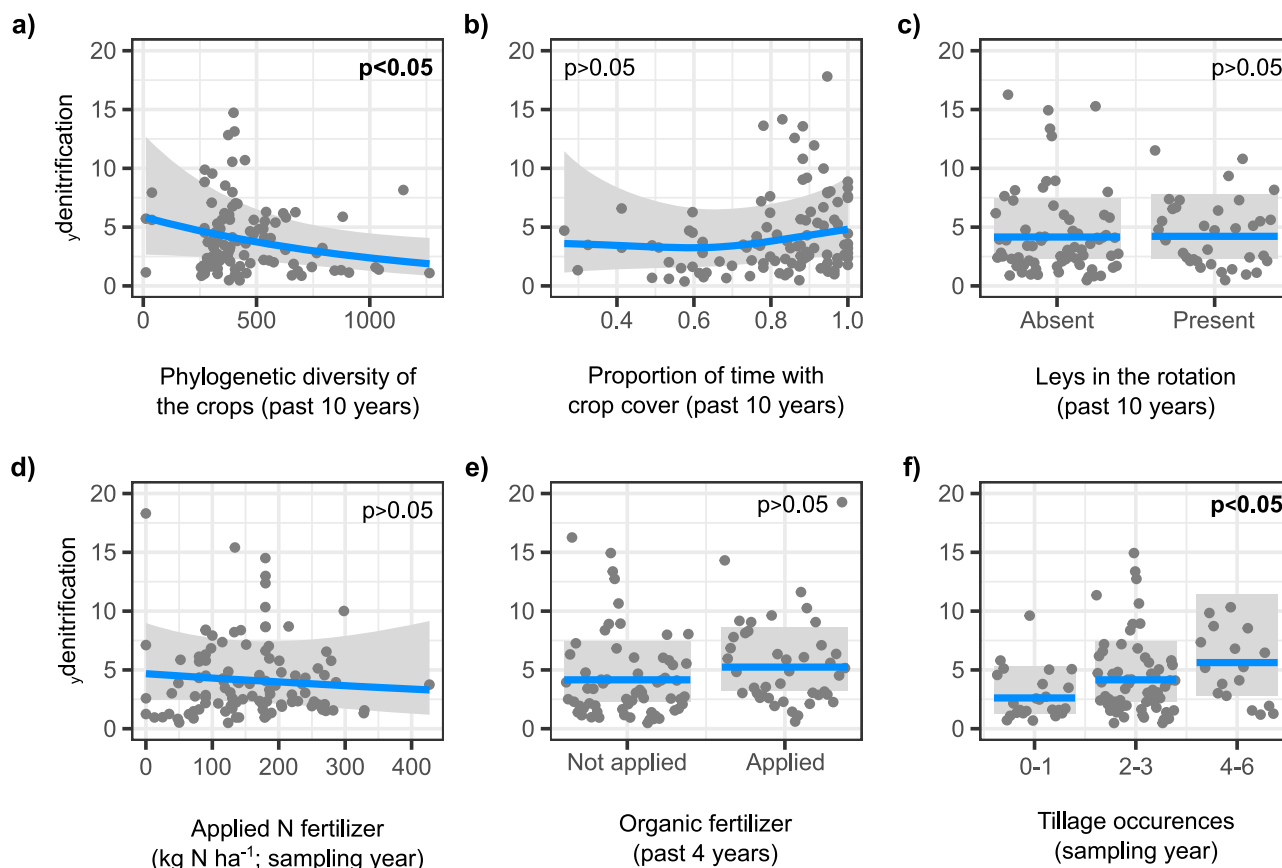 a)
b)
c)
20
15
10
5
0
p<0.05
ydenitrification
0
500
1000
Phylogenetic diversity of
the crops (past 10 years)
20
15
10
5
0
p>0.05
0.4
0.6
0.8
1.0
Proportion of time with
crop cover (past 10 years)
20
15
10
5
0
p>0.05
Absent
Present
Leys in the rotation
(past 10 years)
d)
e)
f)
20
15
10
5
0
p>0.05
ydenitrification
0
100
200
300
400
Applied N fertilizer
(kg N ha⁻¹; sampling year)
20
15
10
5
0
p>0.05
Not applied
Applied
Organic fertilizer
(past 4 years)
20
15
10
5
0
p<0.05
0-1
2-3
4-6
Tillage occurences
(sampling year)